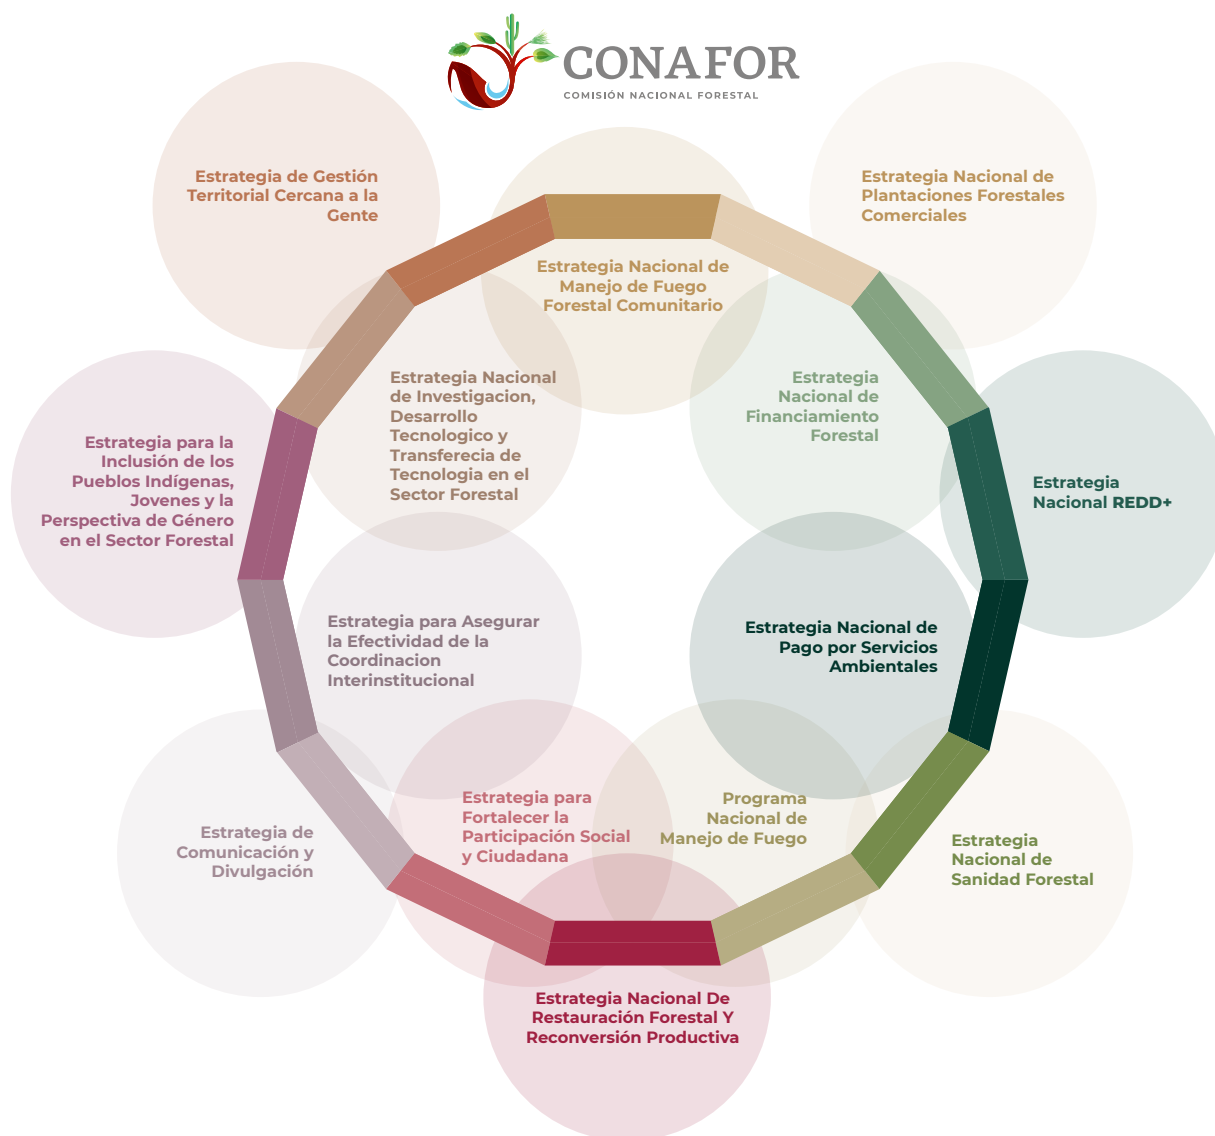 CONAFOR
COMISIÓN NACIONAL FORESTAL
Estrategia de Gestión
Territorial Cercana a la
Gente
Estrategia Nacional de
Plantaciones Forestales
Comerciales
Estrategia Nacional de
Manejo de Fuego
Forestal Comunitario
Estrategia Nacional
de Investigacion,
Desarrollo
Tecnologico y
Transferecia de
Tecnologia en el
Sector Forestal
Estrategia
Nacional de
Financiamiento
Forestal
Estrategia para la
Inclusión de los
Pueblos Indígenas,
Jovenes y la
Perspectiva de Género
en el Sector Forestal
Estrategia
Nacional REDD+
Estrategia para Asegurar
la Efectividad de la
Coordinacion
Interinstitucional
Estrategia Nacional de
Pago por Servicios
Ambientales
Estrategia de
Comunicación y
Divulgación
Estrategia para
Fortalecer la
Participación Social
y Ciudadana
Programa
Nacional de
Manejo de Fuego
Estrategia
Nacional de
Sanidad Forestal
Estrategia Nacional De
Restauración Forestal Y
Reconversión Productiva